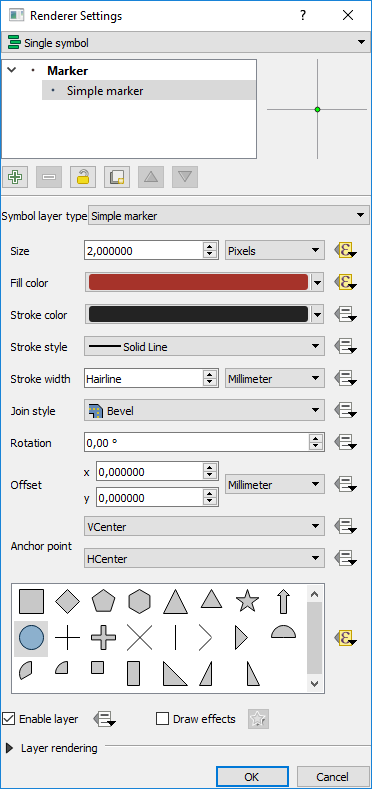 Renderer Settings ?
Single symbol
Marker
Simple marker
Symbol layer type Simple marker
Size 2,000000 Pixels
Fill color
Stroke color
Stroke style Solid Line
Stroke width Hairline Millimeter
Join style Bevel
Rotation 0,00 °
x 0,000000
Offset Millimeter
y 0,000000
VCenter
Anchor point
HCenter
Enable layer Draw effects
Layer rendering
OK Cancel